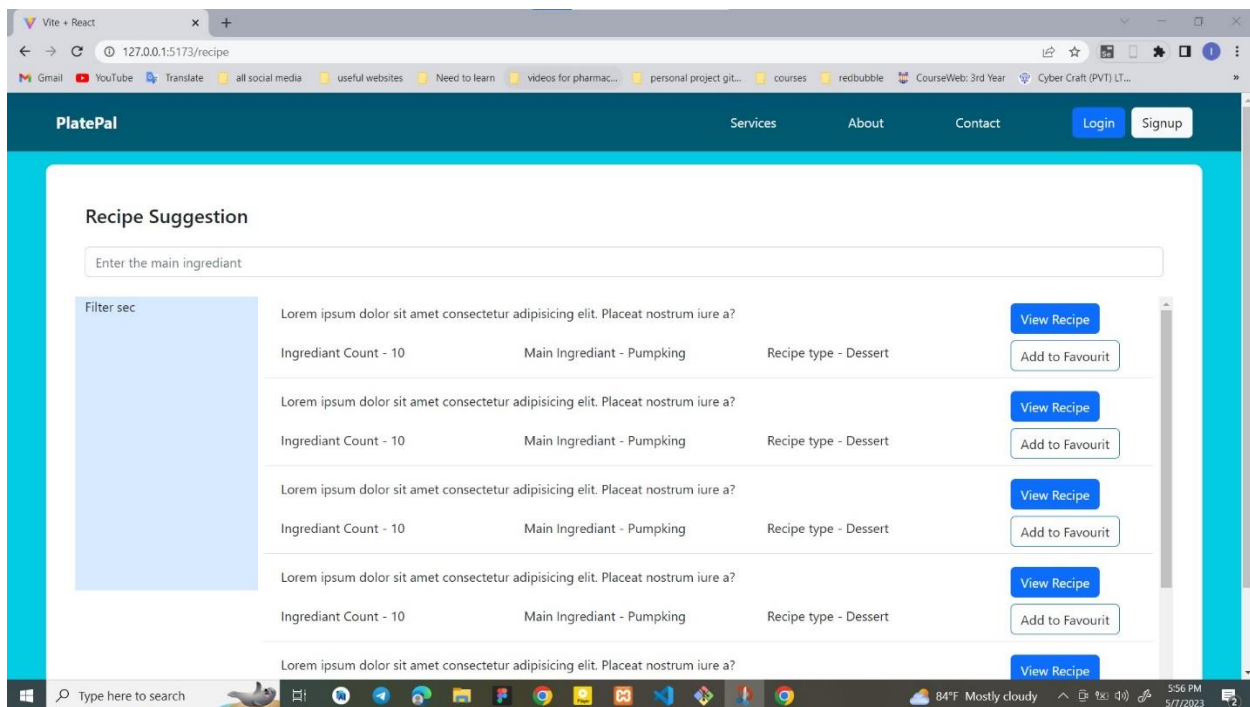 Vite + React
127.0.0.1:5173/recipe
Gmail YouTube Translate all social media useful websites Need to learn videos for pharmac... personal project git... courses redbubble CourseWeb: 3rd Year Cyber Craft (PVT) LT... »
PlatePal Services About Contact Login Signup
Recipe Suggestion
Enter the main ingrediant
Filter sec
Lorem ipsum dolor sit amet consectetur adipisicing elit. Placeat nostrum iure a? View Recipe
Ingrediant Count - 10 Main Ingrediant - Pumpking Recipe type - Dessert Add to Favourit
Lorem ipsum dolor sit amet consectetur adipisicing elit. Placeat nostrum iure a? View Recipe
Ingrediant Count - 10 Main Ingrediant - Pumpking Recipe type - Dessert Add to Favourit
Lorem ipsum dolor sit amet consectetur adipisicing elit. Placeat nostrum iure a? View Recipe
Ingrediant Count - 10 Main Ingrediant - Pumpking Recipe type - Dessert Add to Favourit
Lorem ipsum dolor sit amet consectetur adipisicing elit. Placeat nostrum iure a? View Recipe
Ingrediant Count - 10 Main Ingrediant - Pumpking Recipe type - Dessert Add to Favourit
Lorem ipsum dolor sit amet consectetur adipisicing elit. Placeat nostrum iure a? View Recipe
Type here to search 84°F Mostly cloudy 5:56 PM
5/7/2023